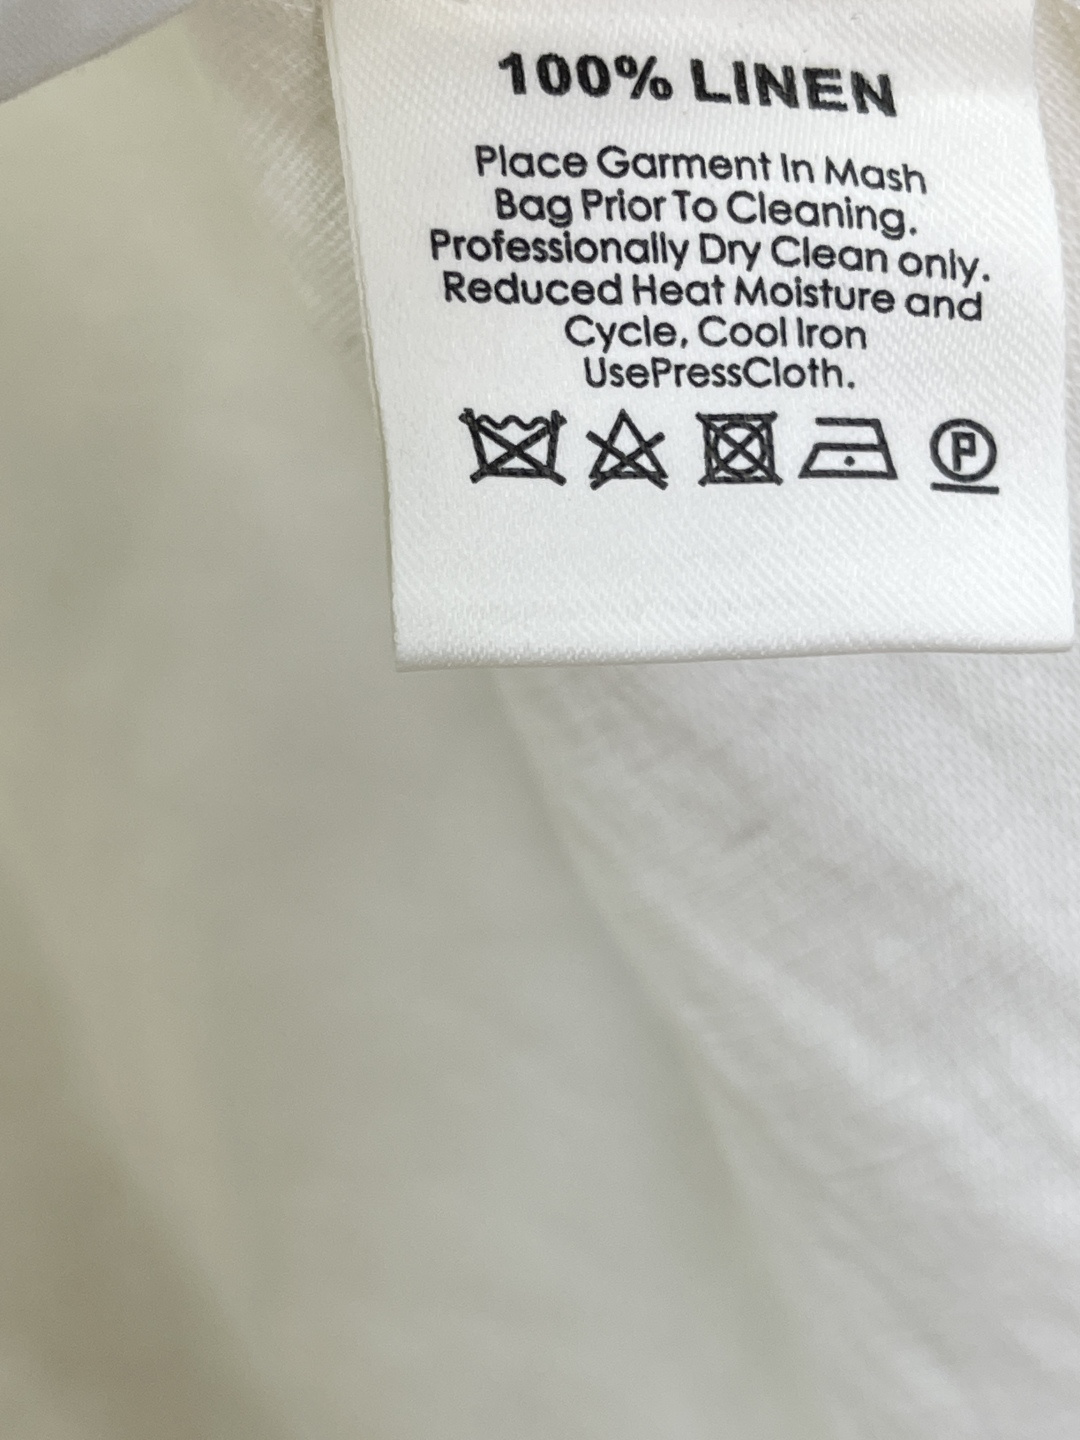 100% LINEN
Place Garment In Mash
Bag Prior To Cleaning.
Professionally Dry Clean only.
Reduced Heat Moisture and
Cycle, Cool Iron
UsePressCloth.
P